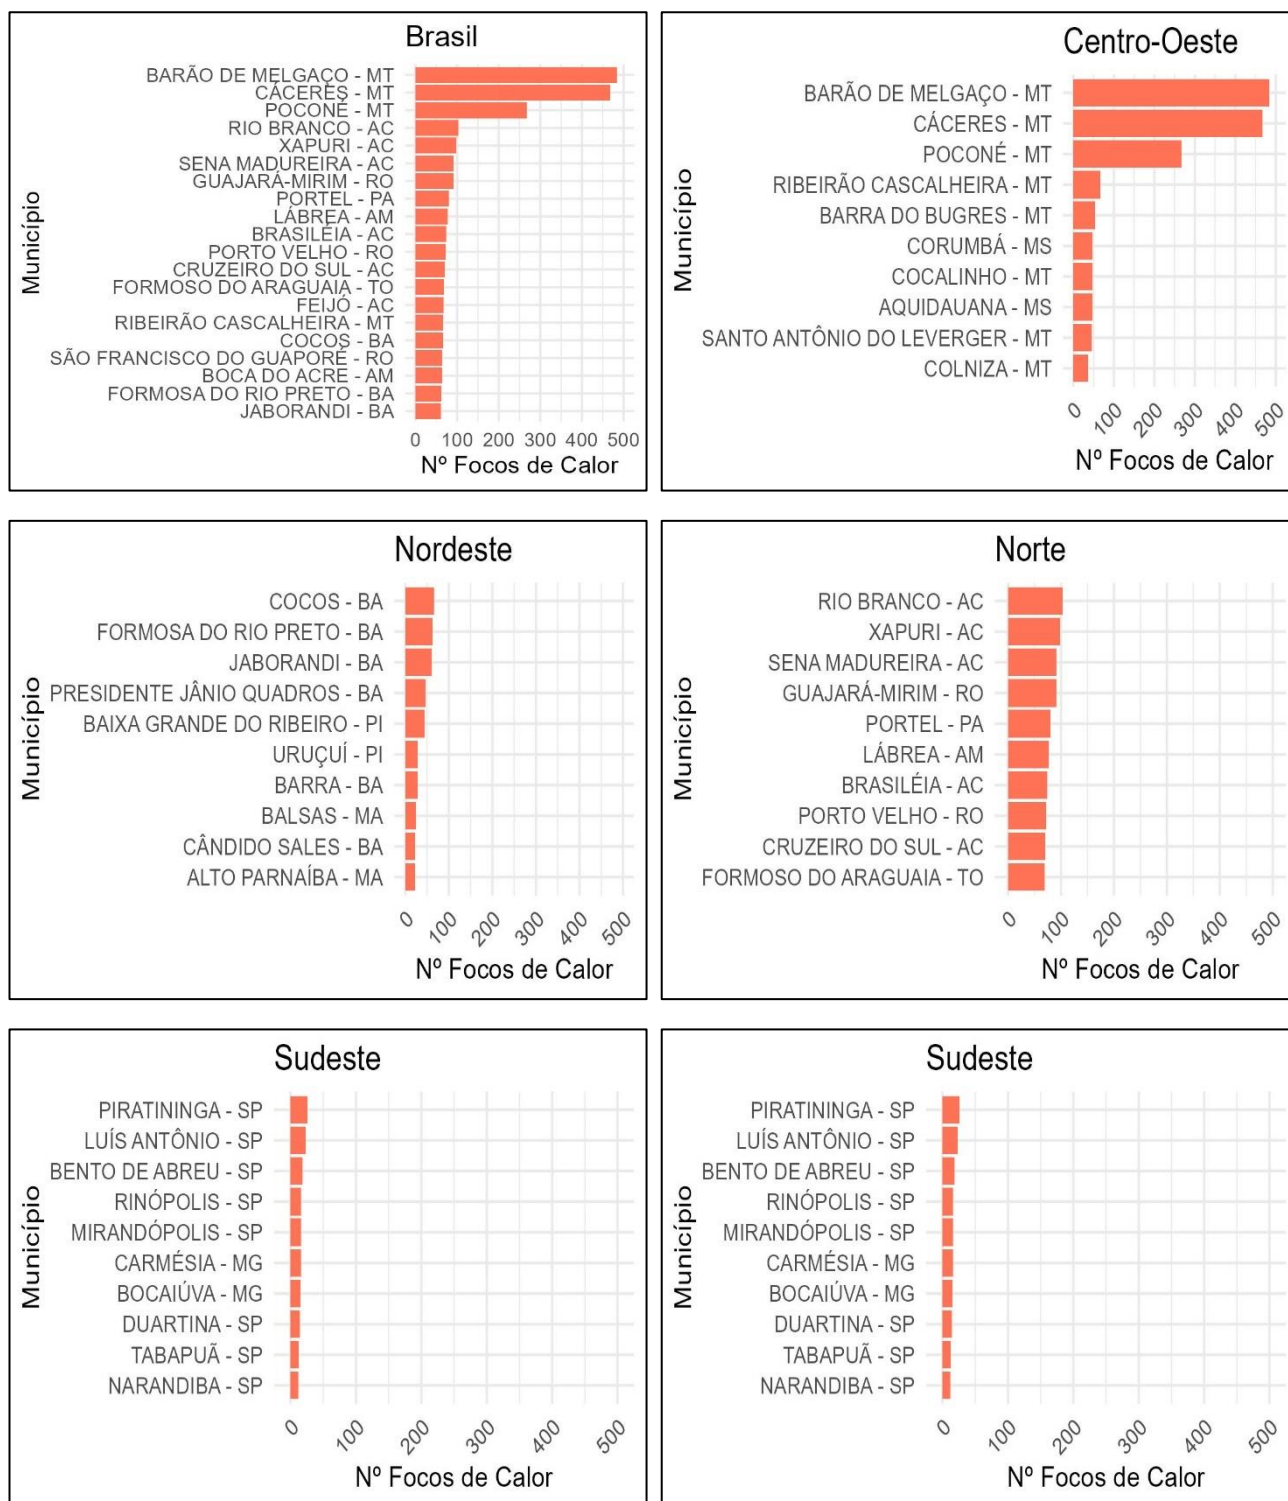 Brasil
Município
BARÃO DE MELGAÇO - MT
CÁCERES - MT
POCONÉ - MT
RIO BRANCO - AC
XAPURI - AC
SENA MADUREIRA - AC
GUAJARÁ-MIRIM - RO
PORTEL - PA
LÁBREA - AM
BRASILÉIA - AC
PORTO VELHO - RO
CRUZEIRO DO SUL - AC
FORMOSO DO ARAGUAIA - TO
FEIJÓ - AC
RIBEIRÃO CASCALHEIRA - MT
COCOS - BA
SÃO FRANCISCO DO GUAPORÉ - RO
BOCA DO ACRE - AM
FORMOSA DO RIO PRETO - BA
JABORANDI - BA
0 100 200 300 400 500
Nº Focos de Calor
Centro-Oeste
Município
BARÃO DE MELGAÇO - MT
CÁCERES - MT
POCONÉ - MT
RIBEIRÃO CASCALHEIRA - MT
BARRA DO BUGRES - MT
CORUMBÁ - MS
COCALINHO - MT
AQUIDAUANA - MS
SANTO ANTÔNIO DO LEVERGER - MT
COLNIZA - MT
0 100 200 300 400 500
Nº Focos de Calor
Nordeste
Município
COCOS - BA
FORMOSA DO RIO PRETO - BA
JABORANDI - BA
PRESIDENTE JÂNIO QUADROS - BA
BAIXA GRANDE DO RIBEIRO - PI
URUÇUÍ - PI
BARRA - BA
BALSAS - MA
CÂNDIDO SALES - BA
ALTO PARNAÍBA - MA
0 100 200 300 400 500
Nº Focos de Calor
Norte
Município
RIO BRANCO - AC
XAPURI - AC
SENA MADUREIRA - AC
GUAJARÁ-MIRIM - RO
PORTEL - PA
LÁBREA - AM
BRASILÉIA - AC
PORTO VELHO - RO
CRUZEIRO DO SUL - AC
FORMOSO DO ARAGUAIA - TO
0 100 200 300 400 500
Nº Focos de Calor
Sudeste
Município
PIRATININGA - SP
LUÍS ANTÔNIO - SP
BENTO DE ABREU - SP
RINÓPOLIS - SP
MIRANDÓPOLIS - SP
CARMÉSIA - MG
BOCAIÚVA - MG
DUARTINA - SP
TABAPUÃ - SP
NARANDIBA - SP
0 100 200 300 400 500
Nº Focos de Calor
Sudeste
Município
PIRATININGA - SP
LUÍS ANTÔNIO - SP
BENTO DE ABREU - SP
RINÓPOLIS - SP
MIRANDÓPOLIS - SP
CARMÉSIA - MG
BOCAIÚVA - MG
DUARTINA - SP
TABAPUÃ - SP
NARANDIBA - SP
0 100 200 300 400 500
Nº Focos de Calor